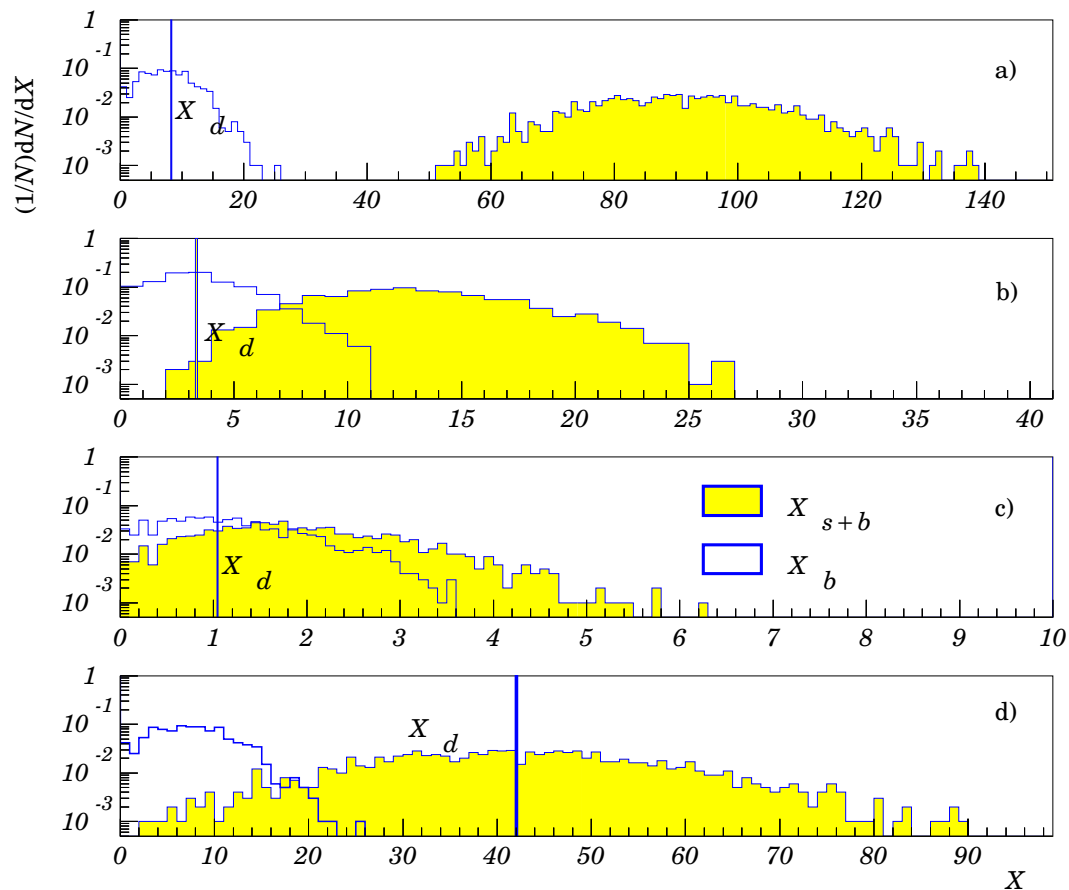 (1/N)dN/dX
1
10 -1
10 -2
10 -3
a)
X d
0 20 40 60 80 100 120 140
1
10 -1
10 -2
10 -3
b)
X d
0 5 10 15 20 25 30 35 40
1
10 -1
10 -2
10 -3
c)
X s+b
X b
X d
0 1 2 3 4 5 6 7 8 9 10
1
10 -1
10 -2
10 -3
d)
X d
0 10 20 30 40 50 60 70 80 90
X